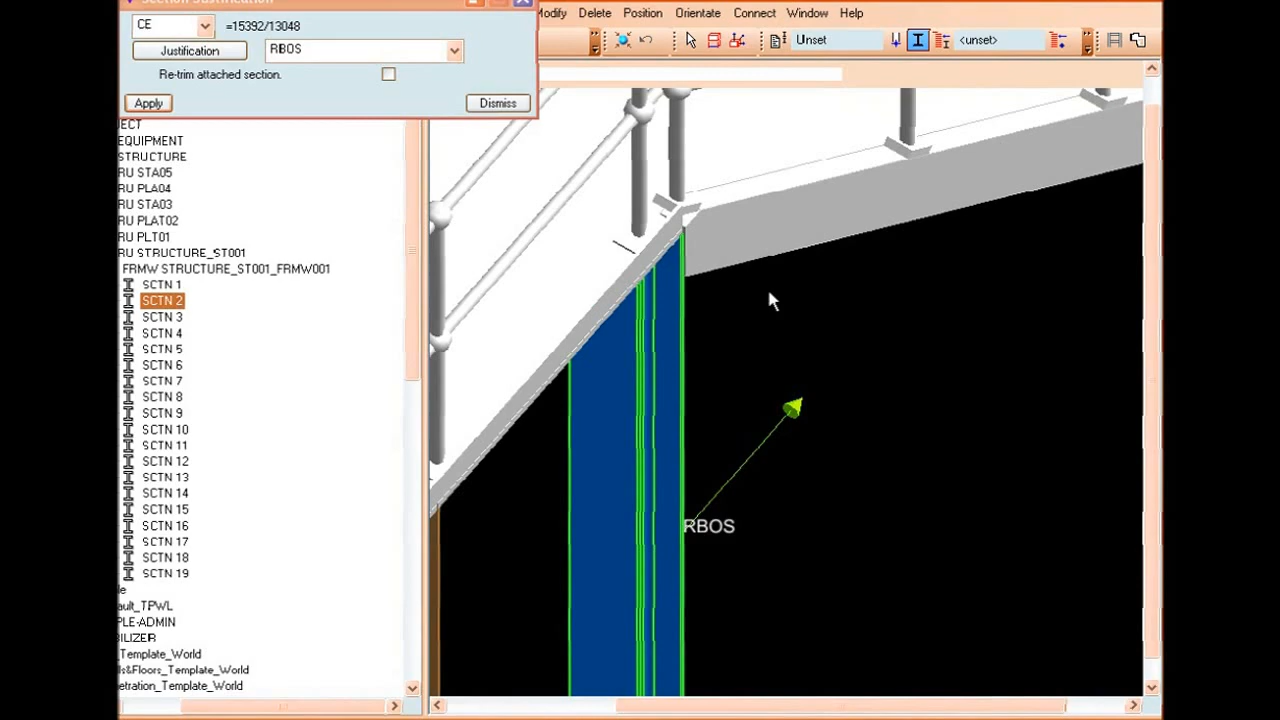 Section Justification
CE =15392/13048
Justification RBOS
Re-trim attached section.
Apply Dismiss
Modify Delete Position Orientate Connect Window Help
Unset <unset>
EQUIPMENT
STRUCTURE
RU STA05
RU PLA04
RU STA03
RU PLAT02
RU PLT01
RU STRUCTURE_ST001
FRMW STRUCTURE_ST001_FRMW001
SCTN 1
SCTN 2
SCTN 3
SCTN 4
SCTN 5
SCTN 6
SCTN 7
SCTN 8
SCTN 9
SCTN 10
SCTN 11
SCTN 12
SCTN 13
SCTN 14
SCTN 15
SCTN 16
SCTN 17
SCTN 18
SCTN 19
ault_TPWL
PLE-ADMIN
BILIZER
_Template_World
ls&Floors_Template_World
etration_Template_World
RBOS